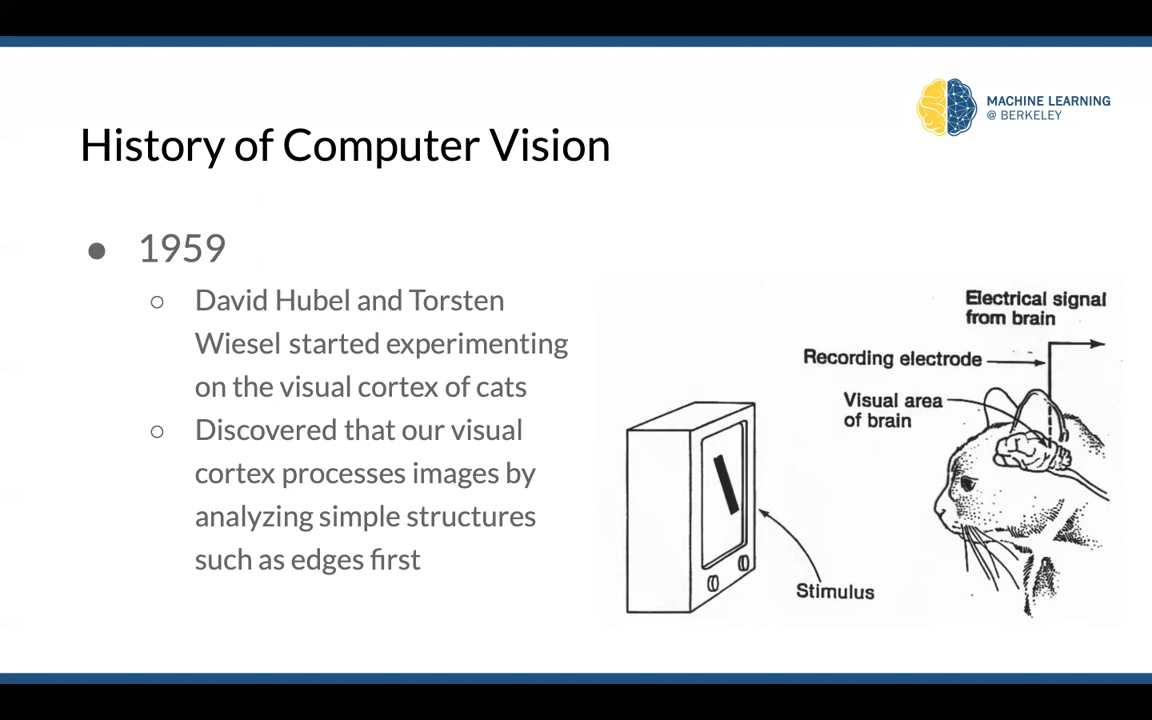 MACHINE LEARNING
@ BERKELEY
History of Computer Vision
● 1959
○ David Hubel and Torsten
Wiesel started experimenting
on the visual cortex of cats
○ Discovered that our visual
cortex processes images by
analyzing simple structures
such as edges first
Electrical signal
from brain
Recording electrode
Visual area
of brain
Stimulus